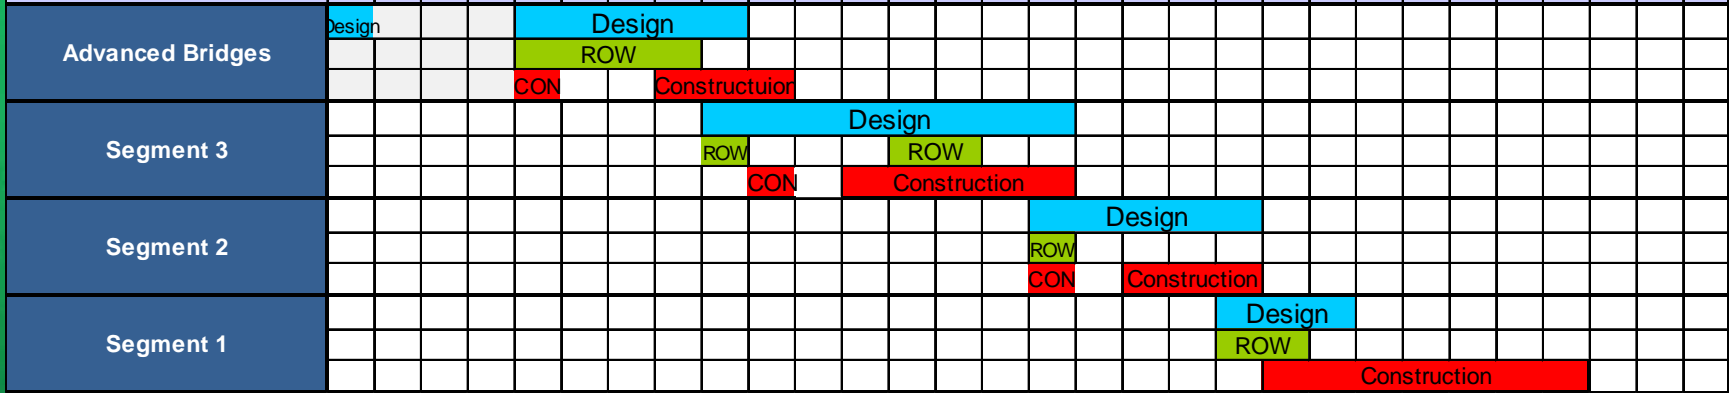 Design Design
Advanced Bridges ROW
CON Constructuion
Design
Segment 3 ROW ROW
CON Construction
Design
Segment 2 ROW
CON Construction
Design
Segment 1 ROW
Construction